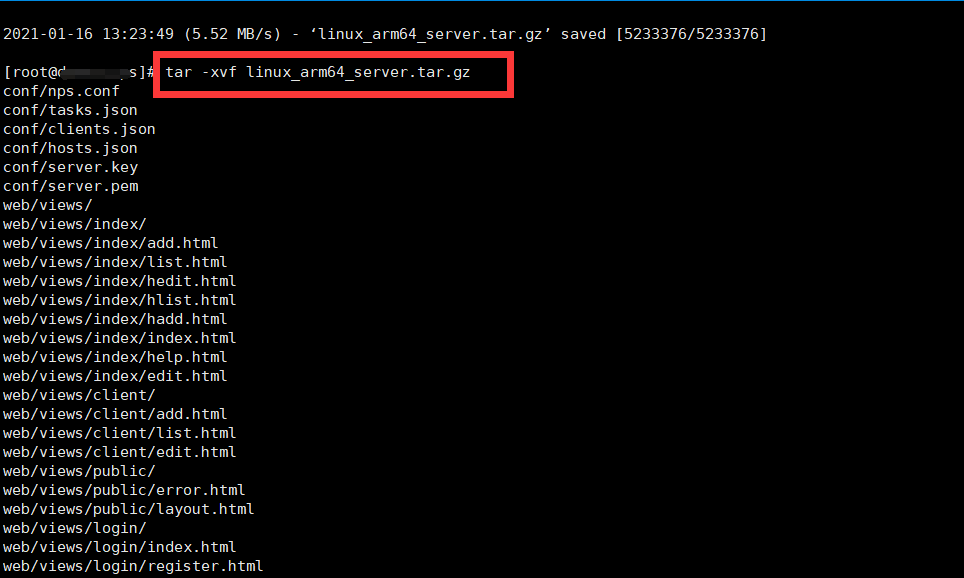 2021-01-16 13:23:49 (5.52 MB/s) - ‘linux_arm64_server.tar.gz’ saved [5233376/5233376]
[root@ ]# tar -xvf linux_arm64_server.tar.gz
conf/nps.conf
conf/tasks.json
conf/clients.json
conf/hosts.json
conf/server.key
conf/server.pem
web/views/
web/views/index/
web/views/index/add.html
web/views/index/list.html
web/views/index/hedit.html
web/views/index/hlist.html
web/views/index/hadd.html
web/views/index/index.html
web/views/index/help.html
web/views/index/edit.html
web/views/client/
web/views/client/add.html
web/views/client/list.html
web/views/client/edit.html
web/views/public/
web/views/public/error.html
web/views/public/layout.html
web/views/login/
web/views/login/index.html
web/views/login/register.html